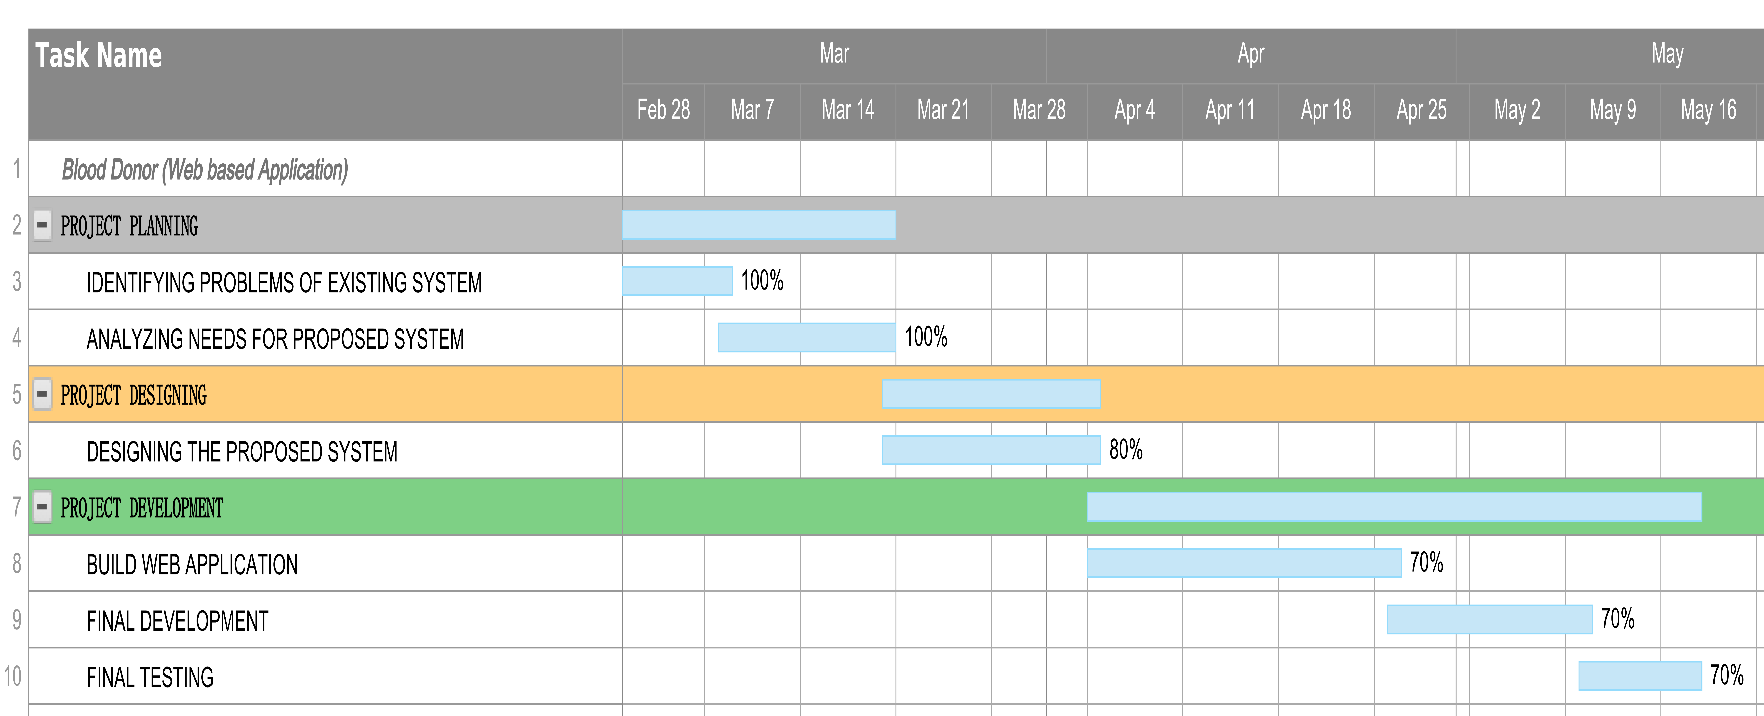 Task Name
Mar Apr May
Feb 28 Mar 7 Mar 14 Mar 21 Mar 28 Apr 4 Apr 11 Apr 18 Apr 25 May 2 May 9 May 16
1 Blood Donor (Web based Application)
2 PROJECT PLANNING
3 IDENTIFYING PROBLEMS OF EXISTING SYSTEM 100%
4 ANALYZING NEEDS FOR PROPOSED SYSTEM 100%
5 PROJECT DESIGNING
6 DESIGNING THE PROPOSED SYSTEM 80%
7 PROJECT DEVELOPMENT
8 BUILD WEB APPLICATION 70%
9 FINAL DEVELOPMENT 70%
10 FINAL TESTING 70%